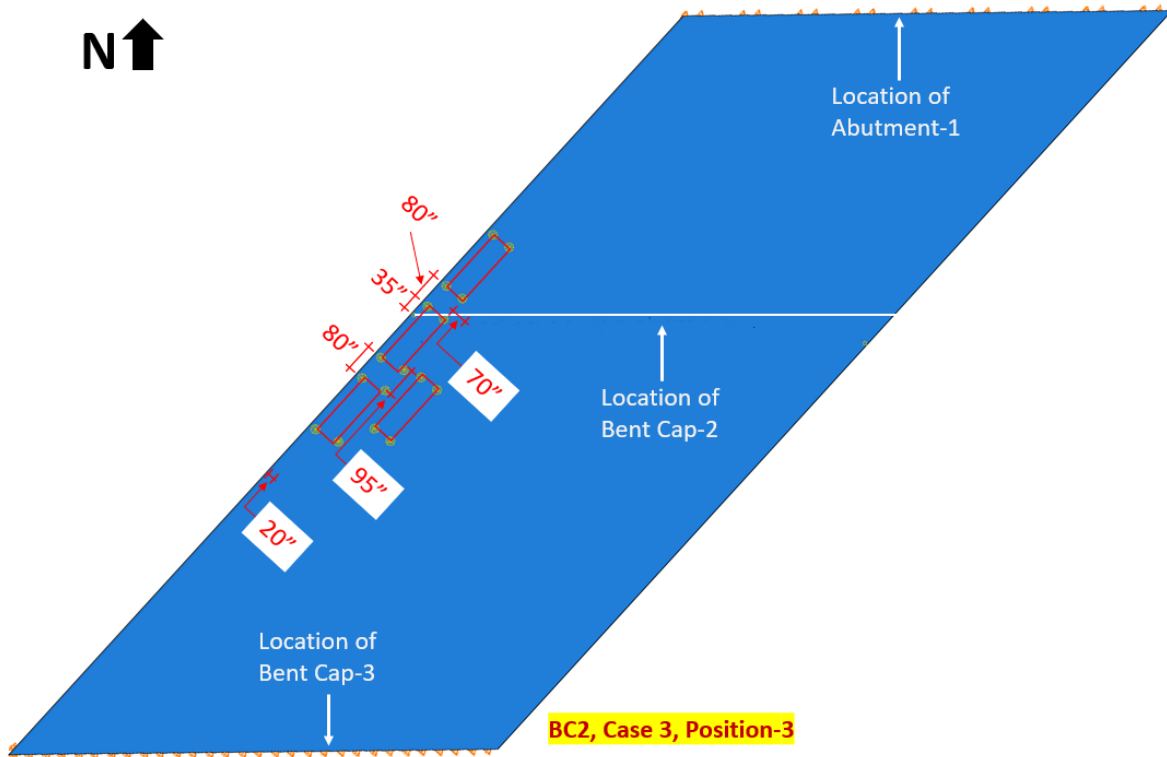 N
Location of
Abutment-1
80”
35”
80”
70”
Location of
Bent Cap-2
95”
20”
Location of
Bent Cap-3
BC2, Case 3, Position-3